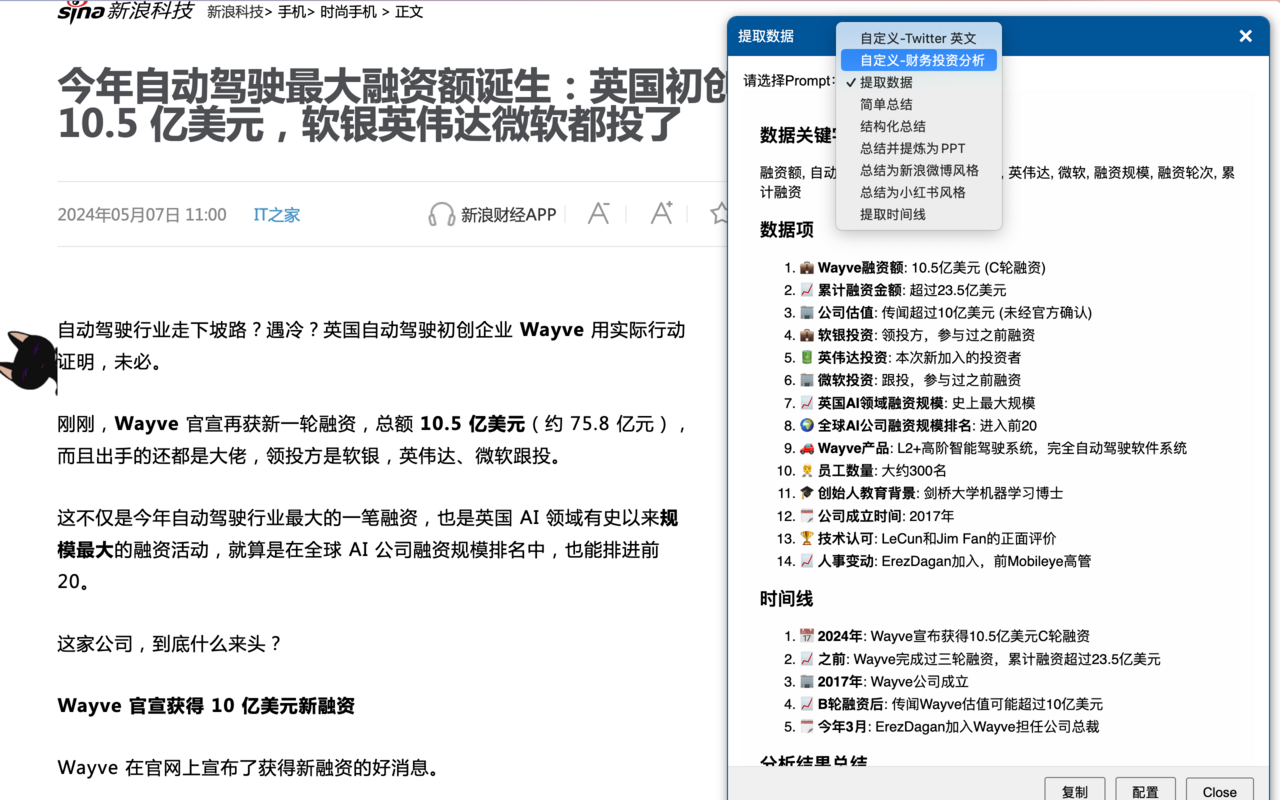 sina新浪科技 新浪科技> 手机> 时尚手机 > 正文
今年自动驾驶最大融资额诞生：英国初创
10.5 亿美元，软银英伟达微软都投了
2024年05月07日 11:00 IT之家 新浪财经APP A- A+
自动驾驶行业走下坡路？遇冷？英国自动驾驶初创企业 Wayve 用实际行动
证明，未必。
刚刚，Wayve 官宣再获新一轮融资，总额 10.5 亿美元（约 75.8 亿元），
而且出手的还都是大佬，领投方是软银，英伟达、微软跟投。
这不仅是今年自动驾驶行业最大的一笔融资，也是英国 AI 领域有史以来规
模最大的融资活动，就算是在全球 AI 公司融资规模排名中，也能排进前
20。
这家公司，到底什么来头？
Wayve 官宣获得 10 亿美元新融资
Wayve 在官网上宣布了获得新融资的好消息。
提取数据
请选择Prompt:
自定义-Twitter 英文
自定义-财务投资分析
✓ 提取数据
简单总结
结构化总结
总结并提炼为PPT
总结为新浪微博风格
总结为小红书风格
提取时间线
数据关键
融资额, 自动 , 英伟达, 微软, 融资规模, 融资轮次, 累
计融资
数据项
1. 💼 Wayve融资额: 10.5亿美元 (C轮融资)
2. 📈 累计融资金额: 超过23.5亿美元
3. 🏢 公司估值: 传闻超过10亿美元 (未经官方确认)
4. 💼 软银投资: 领投方，参与过之前融资
5. 🛢️ 英伟达投资: 本次新加入的投资者
6. 🏢 微软投资: 跟投，参与过之前融资
7. 📈 英国AI领域融资规模: 史上最大规模
8. 🌍 全球AI公司融资规模排名: 进入前20
9. 🚗 Wayve产品: L2+高阶智能驾驶系统，完全自动驾驶软件系统
10. 员工数量: 大约300名
11. 🎓 创始人教育背景: 剑桥大学机器学习博士
12. 🗓️ 公司成立时间: 2017年
13. 🏆 技术认可: LeCun和Jim Fan的正面评价
14. 📈 人事变动: ErezDagan加入，前Mobileye高管
时间线
1. 📅 2024年: Wayve宣布获得10.5亿美元C轮融资
2. 📈 之前: Wayve完成过三轮融资，累计融资超过23.5亿美元
3. 🏢 2017年: Wayve公司成立
4. 📈 B轮融资后: 传闻Wayve估值可能超过10亿美元
5. 🗓️ 今年3月: ErezDagan加入Wayve担任公司总裁
分析结果总结
复制 配置 Close